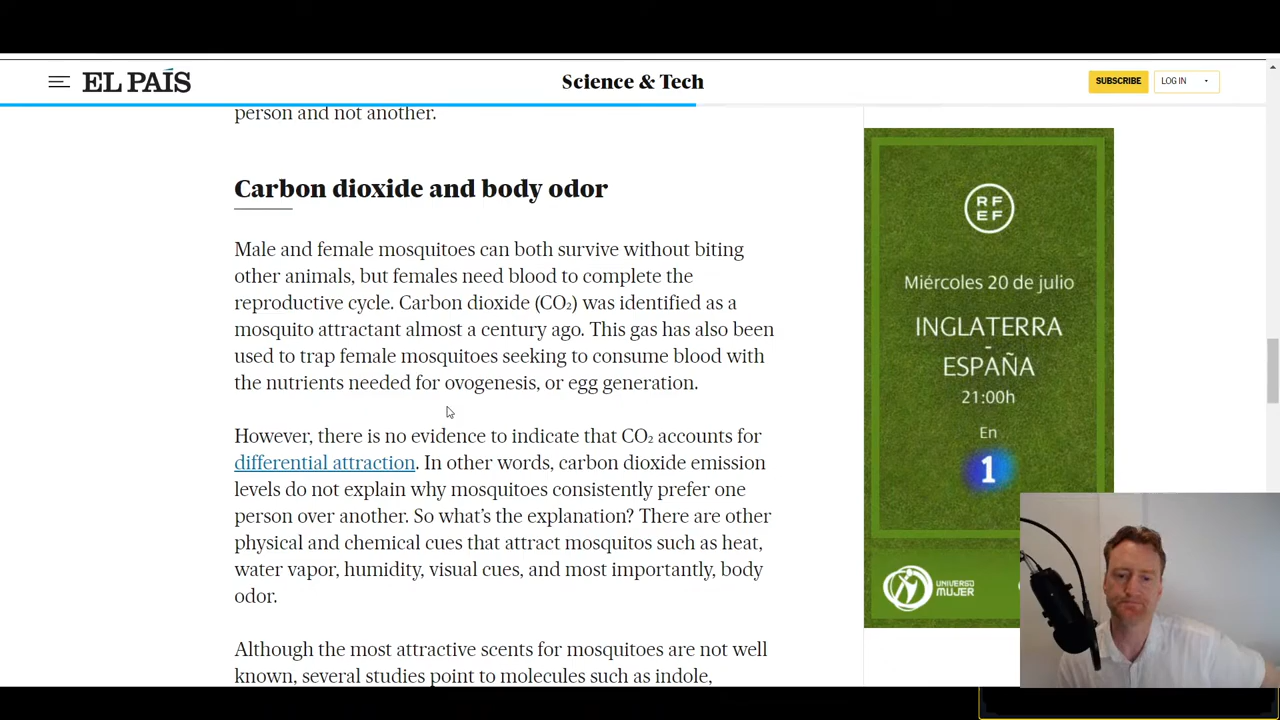 EL PAÍS
Science & Tech
SUBSCRIBE
LOG IN
person and not another.
Carbon dioxide and body odor
Male and female mosquitoes can both survive without biting
other animals, but females need blood to complete the
reproductive cycle. Carbon dioxide (CO₂) was identified as a
mosquito attractant almost a century ago. This gas has also been
used to trap female mosquitoes seeking to consume blood with
the nutrients needed for ovogenesis, or egg generation.
However, there is no evidence to indicate that CO₂ accounts for
differential attraction. In other words, carbon dioxide emission
levels do not explain why mosquitoes consistently prefer one
person over another. So what’s the explanation? There are other
physical and chemical cues that attract mosquitos such as heat,
water vapor, humidity, visual cues, and most importantly, body
odor.
Although the most attractive scents for mosquitoes are not well
known, several studies point to molecules such as indole,
RF
EF
Miércoles 20 de julio
INGLATERRA
-
ESPAÑA
21:00h
En
1
UNIVERSO
MUJER